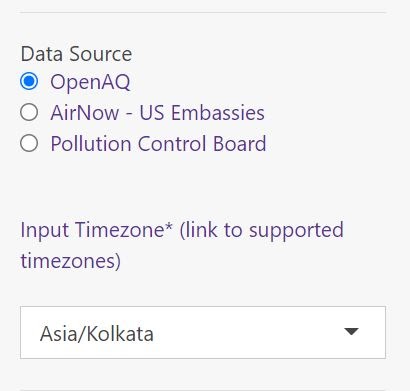 Data Source
OpenAQ
AirNow - US Embassies
Pollution Control Board
Input Timezone* (link to supported
timezones)
Asia/Kolkata